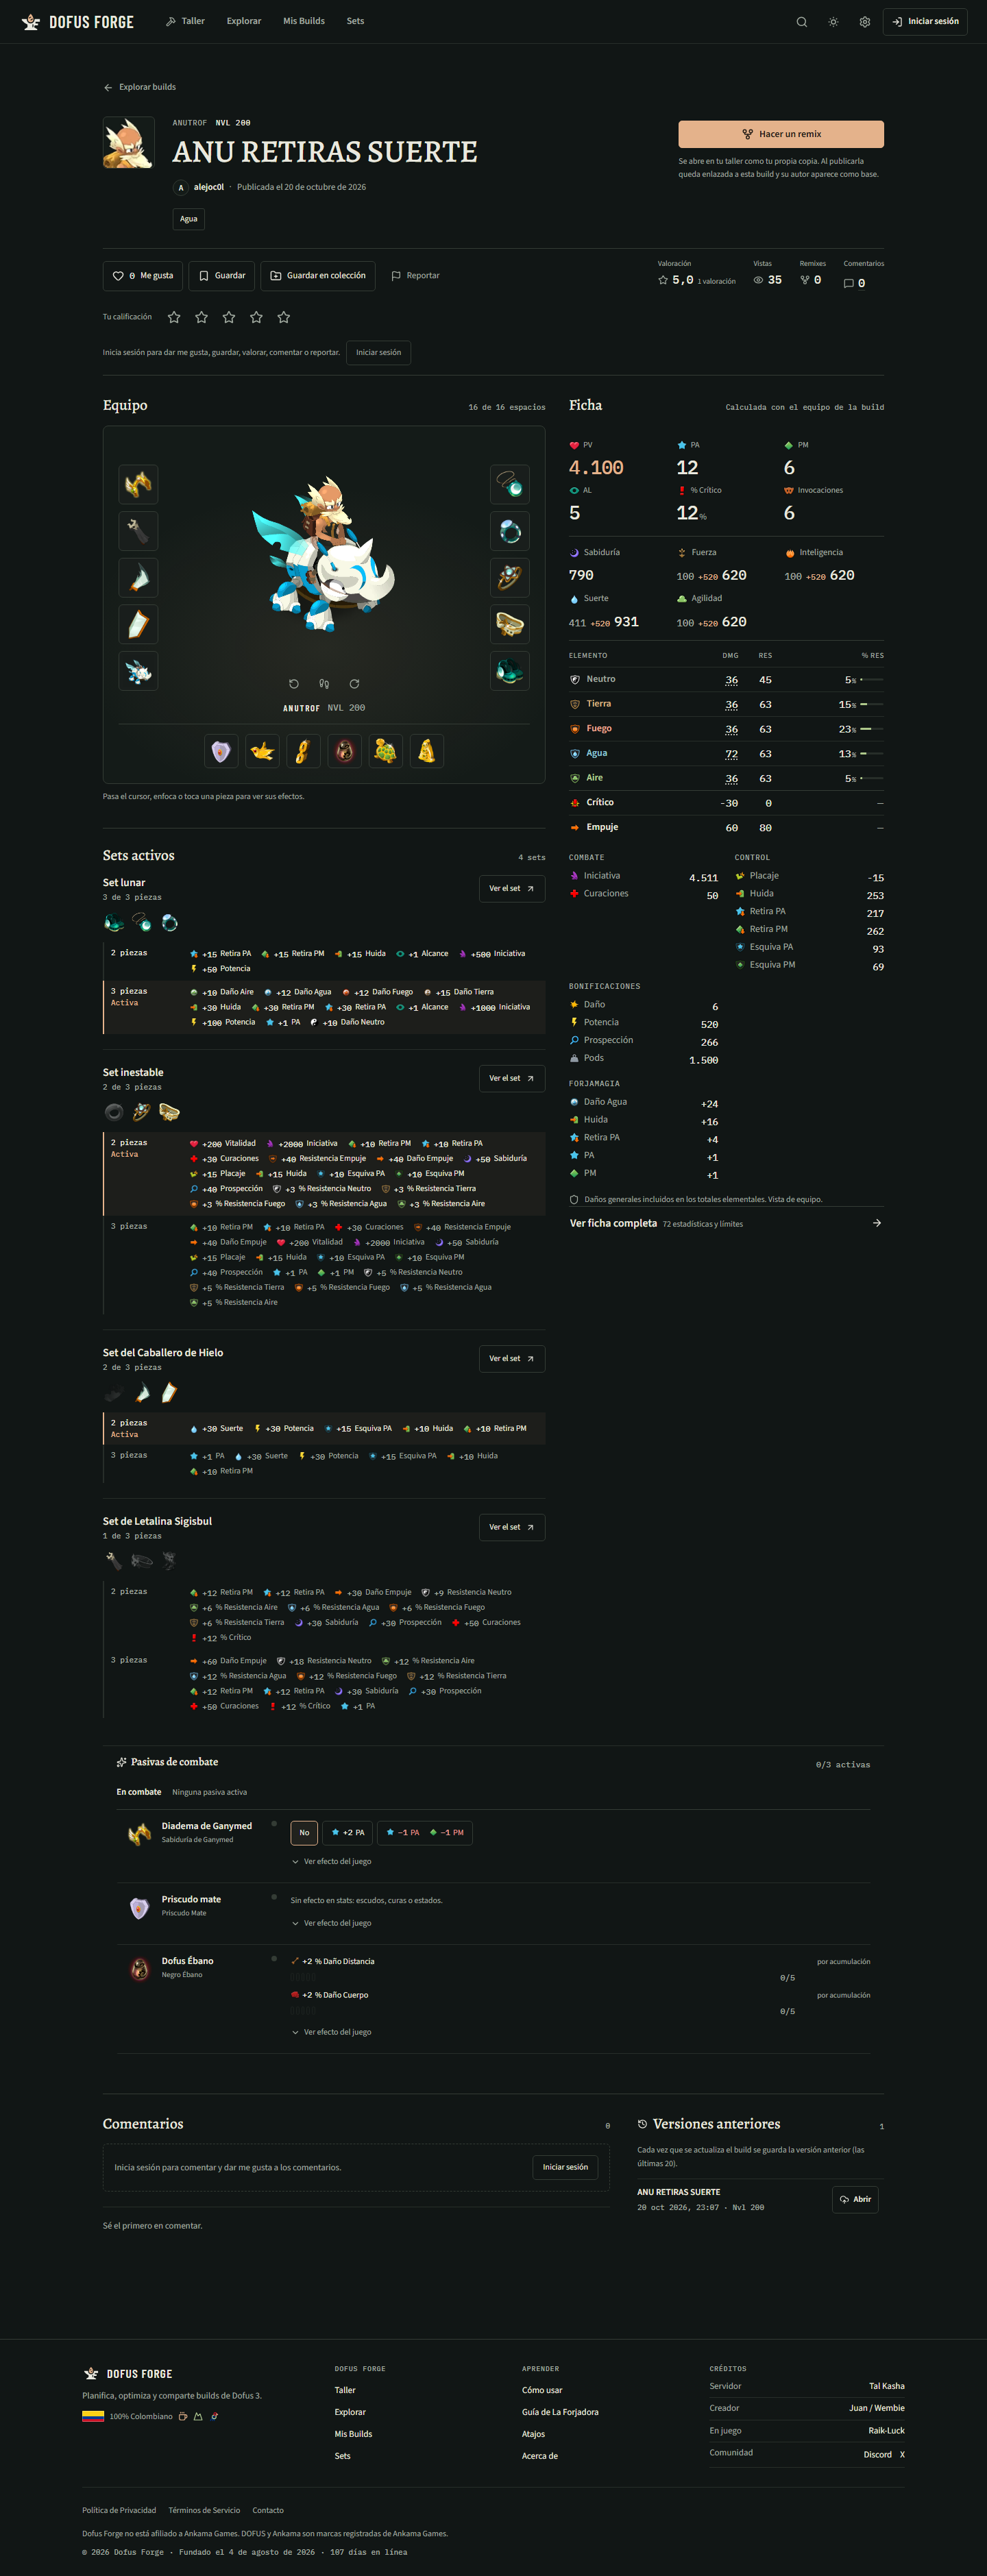 DOFUS FORGE
Taller
Explorar
Mis Builds
Sets
Iniciar sesión
Explorar builds
ANUTROF NVL 200
ANU RETIRAS SUERTE
A alejoc0l · Publicada el 20 de octubre de 2026
Agua
Hacer un remix
Se abre en tu taller como tu propia copia. Al publicarla
queda enlazada a esta build y su autor aparece como base.
0 Me gusta
Guardar
Guardar en colección
Reportar
Valoración
5,0 1 valoración
Vistas
35
Remixes
0
Comentarios
0
Tu calificación
Inicia sesión para dar me gusta, guardar, valorar, comentar o reportar.
Iniciar sesión
Equipo
16 de 16 espacios
ANUTROF NVL 200
Pasa el cursor, enfoca o toca una pieza para ver sus efectos.
Ficha
Calculada con el equipo de la build
PV
4.100
PA
12
PM
6
AL
5
% Crítico
12%
Invocaciones
6
Sabiduría
790
Fuerza
100 +520 620
Inteligencia
100 +520 620
Suerte
411 +520 931
Agilidad
100 +520 620
ELEMENTO DMG RES % RES
Neutro 36 45 5%
Tierra 36 63 15%
Fuego 36 63 23%
Agua 72 63 13%
Aire 36 63 5%
Crítico -30 0 —
Empuje 60 80 —
COMBATE
Iniciativa 4.511
Curaciones 50
CONTROL
Placaje -15
Huida 253
Retira PA 217
Retira PM 262
Esquiva PA 93
Esquiva PM 69
BONIFICACIONES
Daño 6
Potencia 520
Prospección 266
Pods 1.500
FORJAMAGIA
Daño Agua +24
Huida +16
Retira PA +4
PA +1
PM +1
Daños generales incluidos en los totales elementales. Vista de equipo.
Ver ficha completa 72 estadísticas y límites
Sets activos
4 sets
Set lunar
3 de 3 piezas
Ver el set
2 piezas
+15 Retira PA +15 Retira PM +15 Huida +1 Alcance +500 Iniciativa
+50 Potencia
3 piezas
Activa
+10 Daño Aire +12 Daño Agua +12 Daño Fuego +15 Daño Tierra
+30 Huida +30 Retira PM +30 Retira PA +1 Alcance +1000 Iniciativa
+100 Potencia +1 PA +10 Daño Neutro
Set inestable
2 de 3 piezas
Ver el set
2 piezas
Activa
+200 Vitalidad +2000 Iniciativa +10 Retira PM +10 Retira PA
+30 Curaciones +40 Resistencia Empuje +40 Daño Empuje +50 Sabiduría
+15 Placaje +15 Huida +10 Esquiva PA +10 Esquiva PM
+40 Prospección +3 % Resistencia Neutro +3 % Resistencia Tierra
+3 % Resistencia Fuego +3 % Resistencia Agua +3 % Resistencia Aire
3 piezas
+10 Retira PM +10 Retira PA +30 Curaciones +40 Resistencia Empuje
+40 Daño Empuje +200 Vitalidad +2000 Iniciativa +50 Sabiduría
+15 Placaje +15 Huida +10 Esquiva PA +10 Esquiva PM
+40 Prospección +1 PA +1 PM +5 % Resistencia Neutro
+5 % Resistencia Tierra +5 % Resistencia Fuego +5 % Resistencia Agua
+5 % Resistencia Aire
Set del Caballero de Hielo
2 de 3 piezas
Ver el set
2 piezas
Activa
+30 Suerte +30 Potencia +15 Esquiva PA +10 Huida +10 Retira PM
3 piezas
+1 PA +30 Suerte +30 Potencia +15 Esquiva PA +10 Huida
+10 Retira PM
Set de Letalina Sigisbul
1 de 3 piezas
Ver el set
2 piezas
+12 Retira PM +12 Retira PA +30 Daño Empuje +9 Resistencia Neutro
+6 % Resistencia Aire +6 % Resistencia Agua +6 % Resistencia Fuego
+6 % Resistencia Tierra +30 Sabiduría +30 Prospección +50 Curaciones
+12 % Crítico
3 piezas
+60 Daño Empuje +18 Resistencia Neutro +12 % Resistencia Aire
+12 % Resistencia Agua +12 % Resistencia Fuego +12 % Resistencia Tierra
+12 Retira PM +12 Retira PA +30 Sabiduría +30 Prospección
+50 Curaciones +12 % Crítico +1 PA
Pasivas de combate
0/3 activas
En combate Ninguna pasiva activa
Diadema de Ganymed
Sabiduría de Ganymed
No
+2 PA
−1 PA −1 PM
Ver efecto del juego
Priscudo mate
Priscudo Mate
Sin efecto en stats: escudos, curas o estados.
Ver efecto del juego
Dofus Ébano
Negro Ébano
+2 % Daño Distancia por acumulación
0/5
+2 % Daño Cuerpo por acumulación
0/5
Ver efecto del juego
Comentarios
0
Inicia sesión para comentar y dar me gusta a los comentarios.
Iniciar sesión
Sé el primero en comentar.
Versiones anteriores
1
Cada vez que se actualiza el build se guarda la versión anterior (las
últimas 20).
ANU RETIRAS SUERTE
20 oct 2026, 23:07 · Nvl 200
Abrir
DOFUS FORGE
Planifica, optimiza y comparte builds de Dofus 3.
100% Colombiano
DOFUS FORGE
Taller
Explorar
Mis Builds
Sets
APRENDER
Cómo usar
Guía de La Forjadora
Atajos
Acerca de
CRÉDITOS
Servidor Tal Kasha
Creador Juan / Wembie
En juego Raik-Luck
Comunidad Discord X
Política de Privacidad
Términos de Servicio
Contacto
Dofus Forge no está afiliado a Ankama Games. DOFUS y Ankama son marcas registradas de Ankama Games.
© 2026 Dofus Forge · Fundado el 4 de agosto de 2026 · 107 días en línea